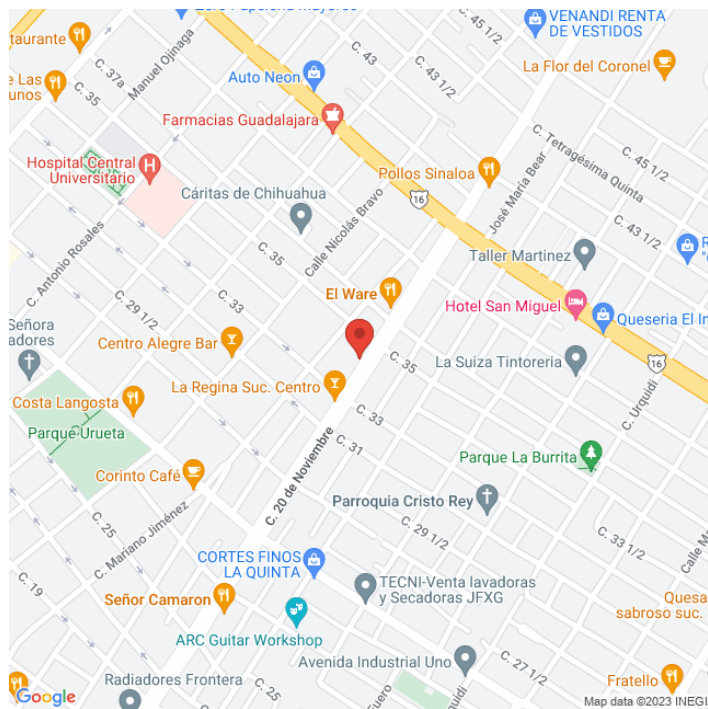 VENANDI RENTA
DE VESTIDOS
C. 45 1/2
staurante
C. 37a
Manuel Ojinaga
C. 43
C. 43 1/2
La Flor del Coronel
Auto Neon
C. 35
Farmacias Guadalajara
C. Tetragésima Quinta
C. 45 1/2
Hospital Central
Universitario
Pollos Sinaloa
José María Bear
Cáritas de Chihuahua
16
C. 43 1/2
Calle Nicolás Bravo
C. Antonio Rosales
C. 35
Taller Martinez
El Ware
Hotel San Miguel
Queseria El In
C. 29 1/2
C. 33
Señora
adores
Centro Alegre Bar
C. 35
La Suiza Tintoreria
16
La Regina Suc. Centro
Costa Langosta
C. 33
C. Urquidi
Parque Urueta
C. 31
Parque La Burrita
Corinto Café
C. 20 de Noviembre
Parroquia Cristo Rey
C. 25
C. Mariano Jiménez
C. 29 1/2
C. 33 1/2
Calle Ma
CORTES FINOS
LA QUINTA
C. 19
TECNI-Venta lavadoras
y Secadoras JFXG
Señor Camaron
Quesa
sabroso suc.
ARC Guitar Workshop
Avenida Industrial Uno
C. 27 1/2
Radiadores Frontera
Fratello
uero
rquidi
Google
Map data ©2023 INEGI